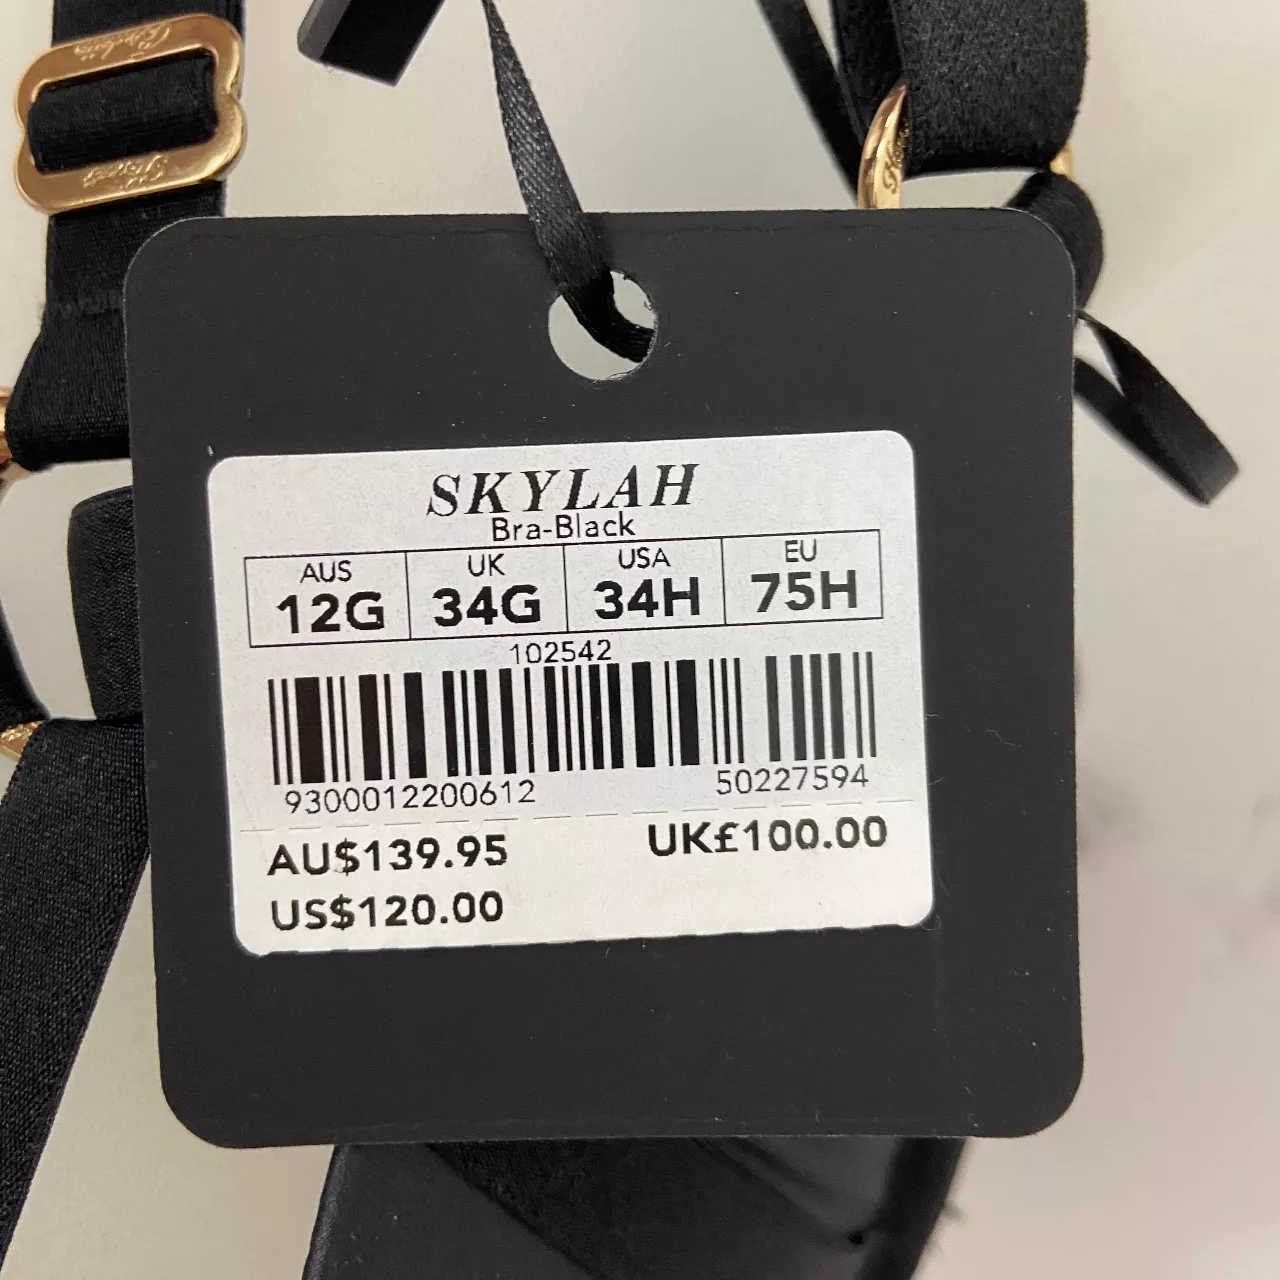 SKYLAH
Bra-Black
AUS UK USA EU
12G 34G 34H 75H
102542
9300012200612 50227594
AU$139.95 UK£100.00
US$120.00